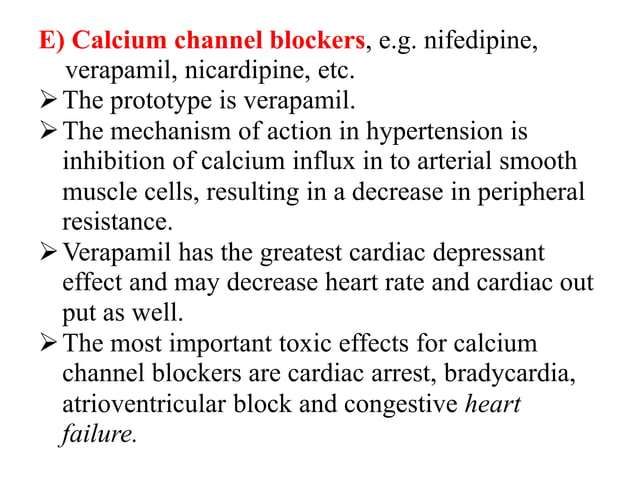 E) Calcium channel blockers, e.g. nifedipine,
verapamil, nicardipine, etc.
➢ The prototype is verapamil.
➢ The mechanism of action in hypertension is
inhibition of calcium influx in to arterial smooth
muscle cells, resulting in a decrease in peripheral
resistance.
➢ Verapamil has the greatest cardiac depressant
effect and may decrease heart rate and cardiac out
put as well.
➢ The most important toxic effects for calcium
channel blockers are cardiac arrest, bradycardia,
atrioventricular block and congestive heart
failure.